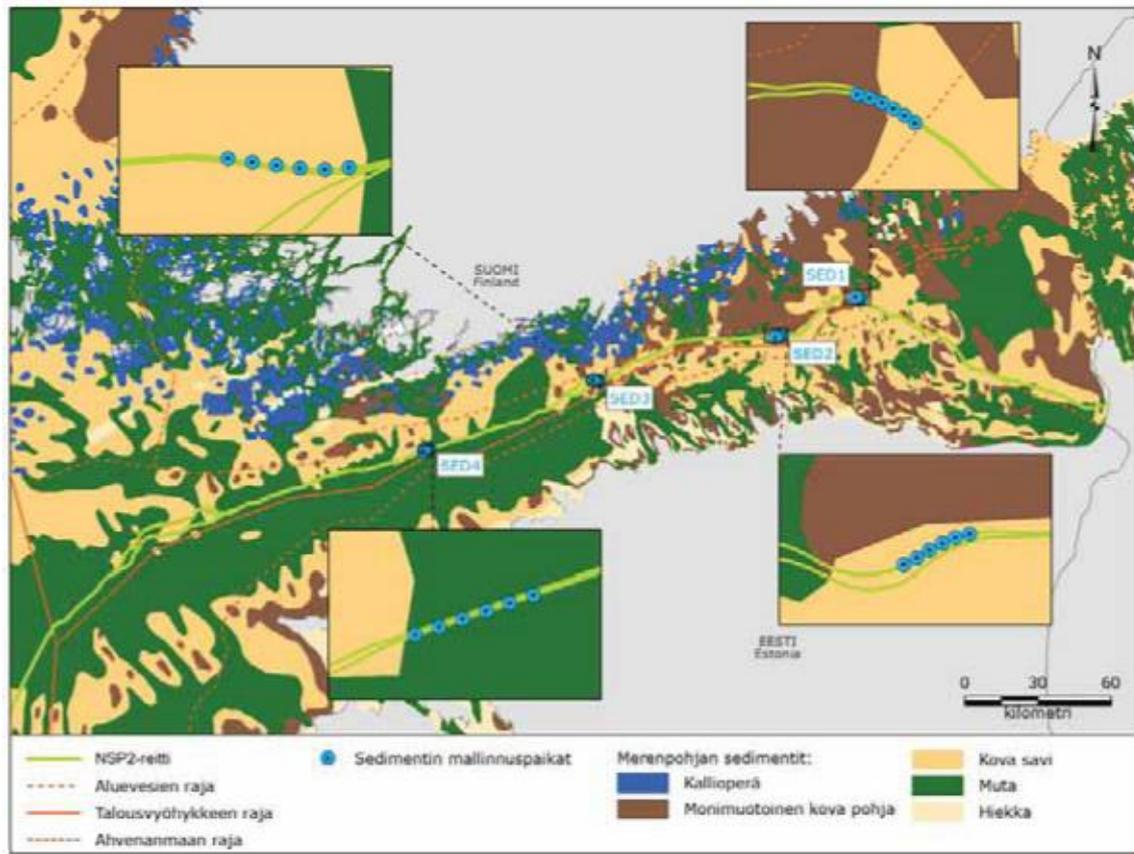 N
SUOMI
Finland
SED1
SED2
SED3
SED4
EESTI
Estonia
0 30 60
kilometri
NSP2-reitti
Aluevesien raja
Talousvyöhykkeen raja
Ahvenanmaan raja
Sedimentin mallinnuspaikat
Merenpohjan sedimentit:
Kallioperä
Monimuotoinen kova pohja
Kova savi
Muta
Hiekka